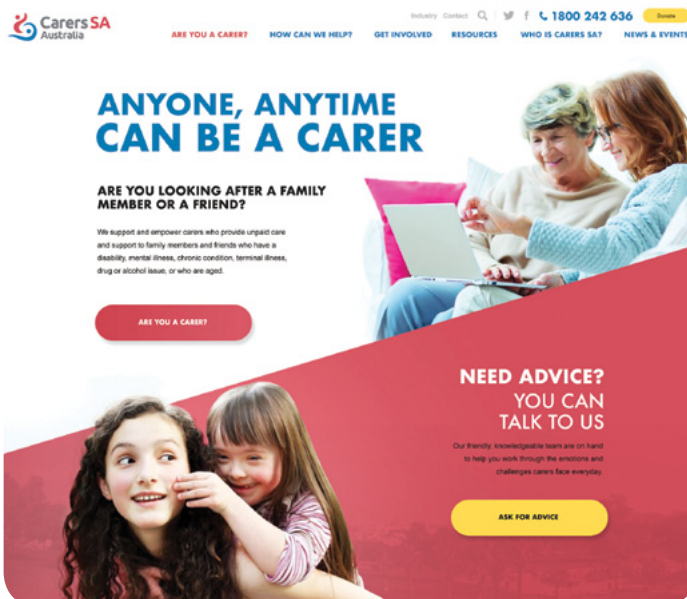 Carers SA
Australia
Industry Contact
1800 242 636
Donate
ARE YOU A CARER?
HOW CAN WE HELP?
GET INVOLVED
RESOURCES
WHO IS CARERS SA?
NEWS & EVENTS
ANYONE, ANYTIME
CAN BE A CARER
ARE YOU LOOKING AFTER A FAMILY
MEMBER OR A FRIEND?
We support and empower carers who provide unpaid care
and support to family members and friends who have a
disability, mental illness, chronic condition, terminal illness,
drug or alcohol issue, or who are aged.
ARE YOU A CARER?
NEED ADVICE?
YOU CAN
TALK TO US
Our friendly, knowledgeable team are on hand
to help you work through the emotions and
challenges carers face everyday.
ASK FOR ADVICE